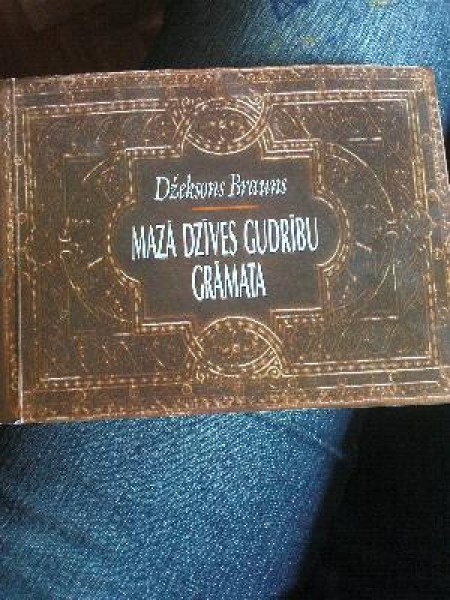 Džeksons Brauns
MAZĀ DZĪVES GUDRĪBU
GRĀMATA